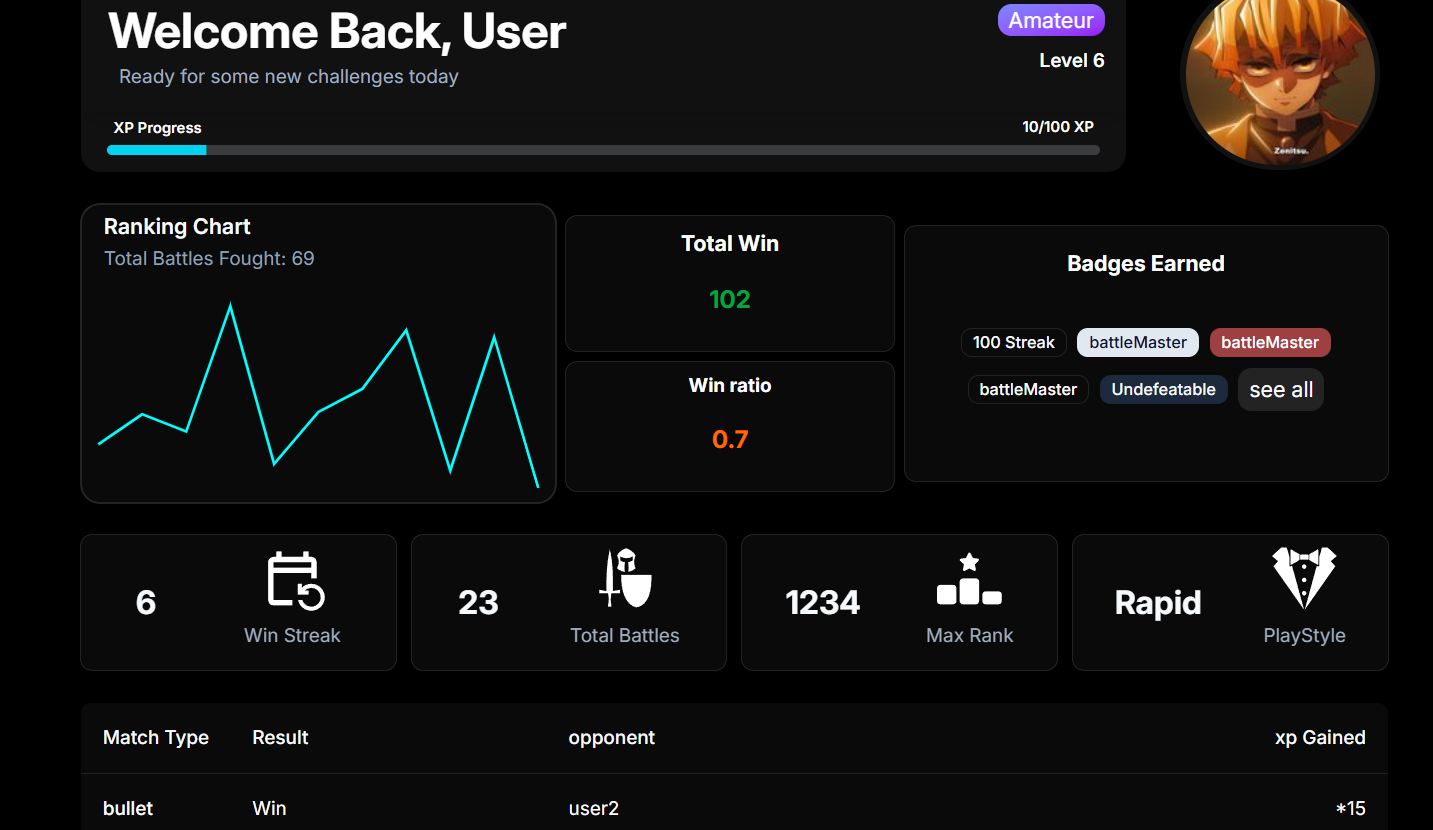 Welcome Back, User
Amateur
Ready for some new challenges today
Level 6
XP Progress
10/100 XP
Zenitsu.
Ranking Chart
Total Battles Fought: 69
Total Win
102
Win ratio
0.7
Badges Earned
100 Streak
battleMaster
battleMaster
battleMaster
Undefeatable
see all
6
Win Streak
23
Total Battles
1234
Max Rank
Rapid
PlayStyle
Match Type Result opponent xp Gained
bullet Win user2 *15